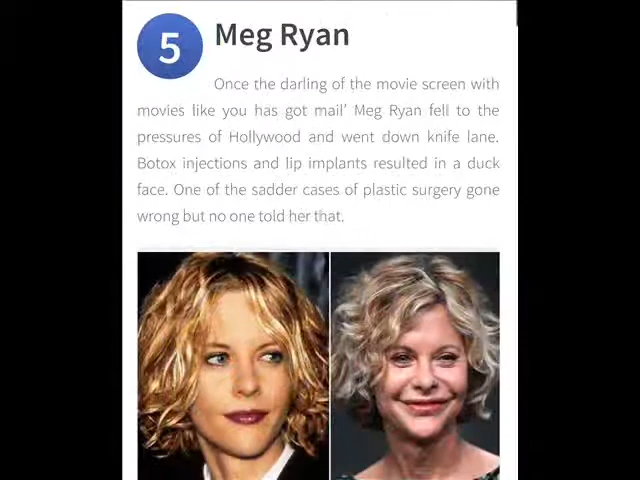 5
Meg Ryan
Once the darling of the movie screen with
movies like you has got mail' Meg Ryan fell to the
pressures of Hollywood and went down knife lane.
Botox injections and lip implants resulted in a duck
face. One of the sadder cases of plastic surgery gone
wrong but no one told her that.